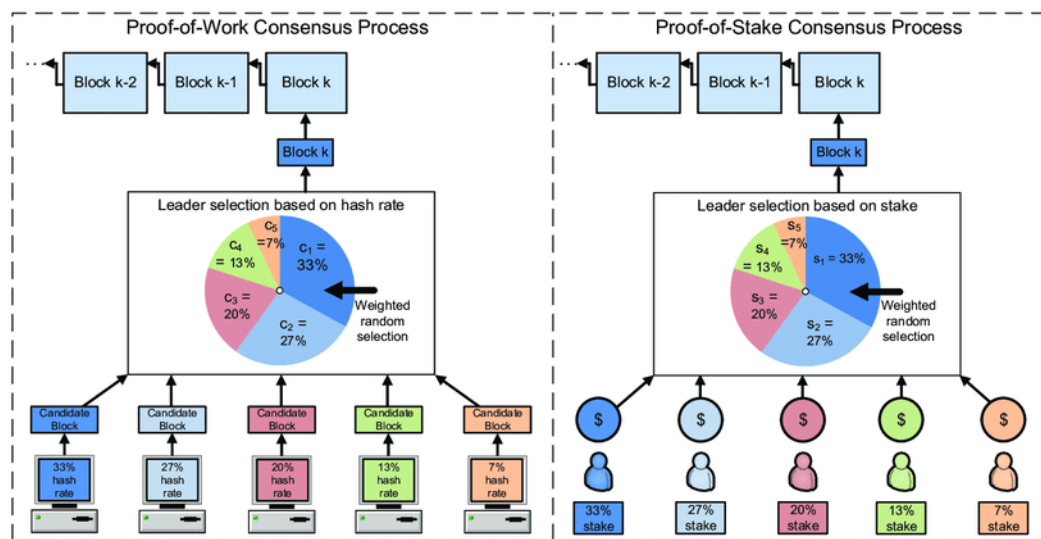 Proof-of-Work Consensus Process
...
Block k-2
Block k-1
Block k
Block k
Leader selection based on hash rate
c5
=7%
c1 =
33%
c4
= 13%
c3 =
20%
c2 =
27%
Weighted
random
selection
Candidate
Block
Candidate
Block
Candidate
Block
Candidate
Block
Candidate
Block
33%
hash
rate
27%
hash
rate
20%
hash
rate
13%
hash
rate
7%
hash
rate
Proof-of-Stake Consensus Process
...
Block k-2
Block k-1
Block k
Block k
Leader selection based on stake
s5
=7%
s1 = 33%
s4
= 13%
s3 =
20%
s2 =
27%
Weighted
random
selection
$
$
$
$
$
33%
stake
27%
stake
20%
stake
13%
stake
7%
stake